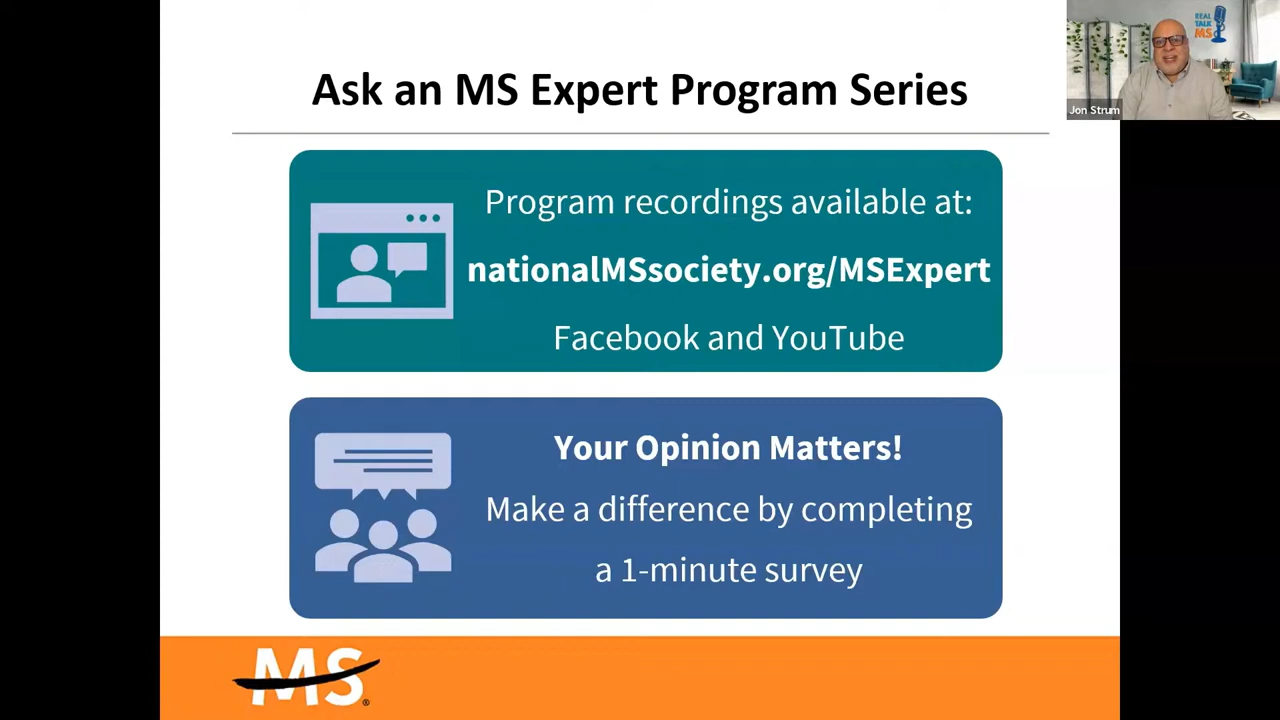 Ask an MS Expert Program Series
Program recordings available at:
nationalMSsociety.org/MSExpert
Facebook and YouTube
Your Opinion Matters!
Make a difference by completing
a 1-minute survey
MS®
REAL
TALK
MS
Jon Strum